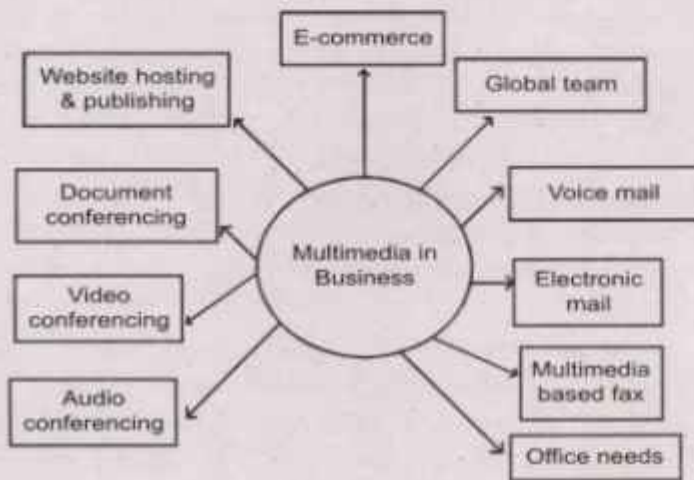 E-commerce
Website hosting
& publishing
Global team
Document
conferencing
Voice mail
Multimedia in
Business
Video
conferencing
Electronic
mail
Audio
conferencing
Multimedia
based fax
Office needs